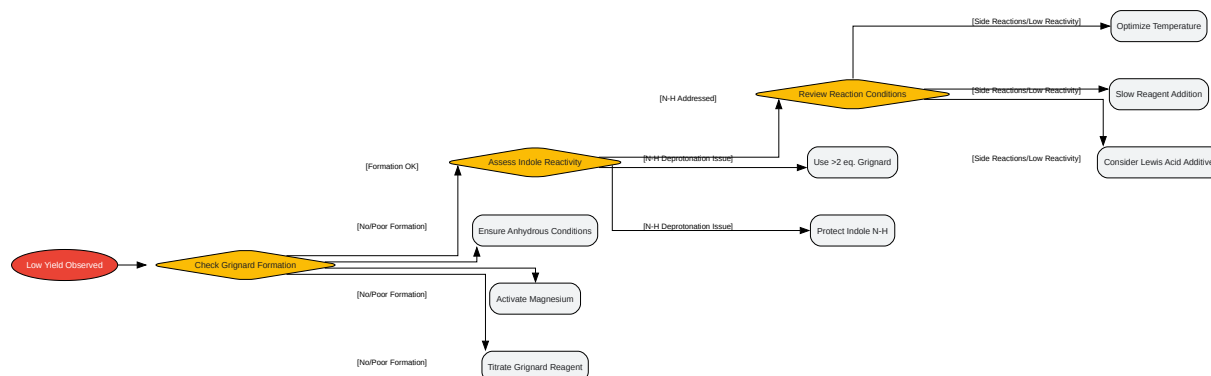 [Side Reactions/Low Reactivity]
Optimize Temperature
[N-H Addressed]
Review Reaction Conditions
[Side Reactions/Low Reactivity]
Slow Reagent Addition
[Formation OK]
Assess Indole Reactivity
[N-H Deprotonation Issue]
Use >2 eq. Grignard
[Side Reactions/Low Reactivity]
Consider Lewis Acid Additive
[No/Poor Formation]
Ensure Anhydrous Conditions
[N-H Deprotonation Issue]
Protect Indole N-H
Low Yield Observed
Check Grignard Formation
[No/Poor Formation]
Activate Magnesium
[No/Poor Formation]
Titrate Grignard Reagent